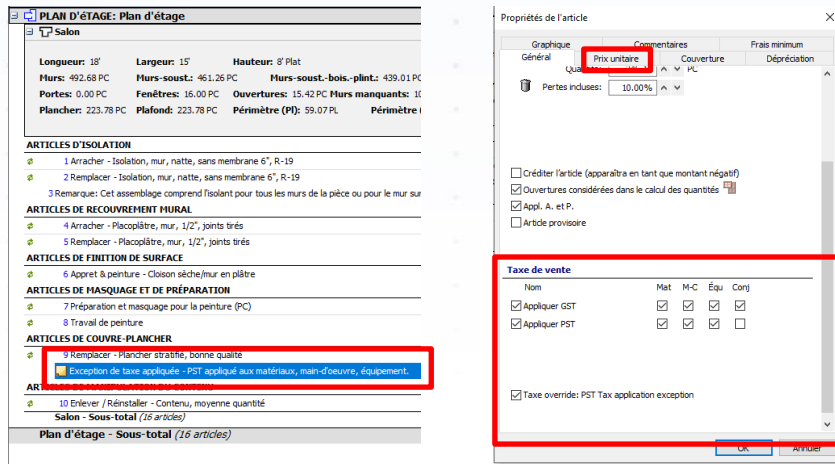 PLAN D'éTAGE: Plan d'étage
Salon
Longueur: 18' Largeur: 15' Hauteur: 8' Plat
Murs: 492.68 PC Murs-soust.: 461.26 PC Murs-soust.-bois.-plint.: 439.01 PC
Portes: 0.00 PC Fenêtres: 16.00 PC Ouvertures: 15.42 PC Murs manquants: 10
Plancher: 223.78 PC Plafond: 223.78 PC Périmètre (Pl): 59.07 PL Périmètre (
ARTICLES D'ISOLATION
1 Arracher - Isolation, mur, natte, sans membrane 6", R-19
2 Remplacer - Isolation, mur, natte, sans membrane 6", R-19
3 Remarque: Cet assemblage comprend l'isolant pour tous les murs de la pièce ou pour le mur sur
ARTICLES DE RECOUVREMENT MURAL
4 Arracher - Placoplâtre, mur, 1/2", joints tirés
5 Remplacer - Placoplâtre, mur, 1/2", joints tirés
ARTICLES DE FINITION DE SURFACE
6 Appret & peinture - Cloison sèche/mur en plâtre
ARTICLES DE MASQUAGE ET DE PRÉPARATION
7 Préparation et masquage pour la peinture (PC)
8 Travail de peinture
ARTICLES DE COUVRE-PLANCHER
9 Remplacer - Plancher stratifié, bonne qualité
Exception de taxe appliquée - PST appliqué aux matériaux, main-d'oeuvre, équipement.
ARTICLES DE MANIPULATION DU CONTENU
10 Enlever / Réinstaller - Contenu, moyenne quantité
Salon - Sous-total (16 articles)
Plan d'étage - Sous-total (16 articles)
Propriétés de l'article
Graphique Commentaires Frais minimum
Général Prix unitaire Couverture Dépréciation
PC
Pertes incluses: 10.00%
Créditer l'article (apparaîtra en tant que montant négatif)
Ouvertures considérées dans le calcul des quantités
Appl. A. et P.
Article provisoire
Taxe de vente
Nom Mat M-C Équ Conj
Appliquer GST
Appliquer PST
Taxe override: PST Tax application exception
OK Annuler